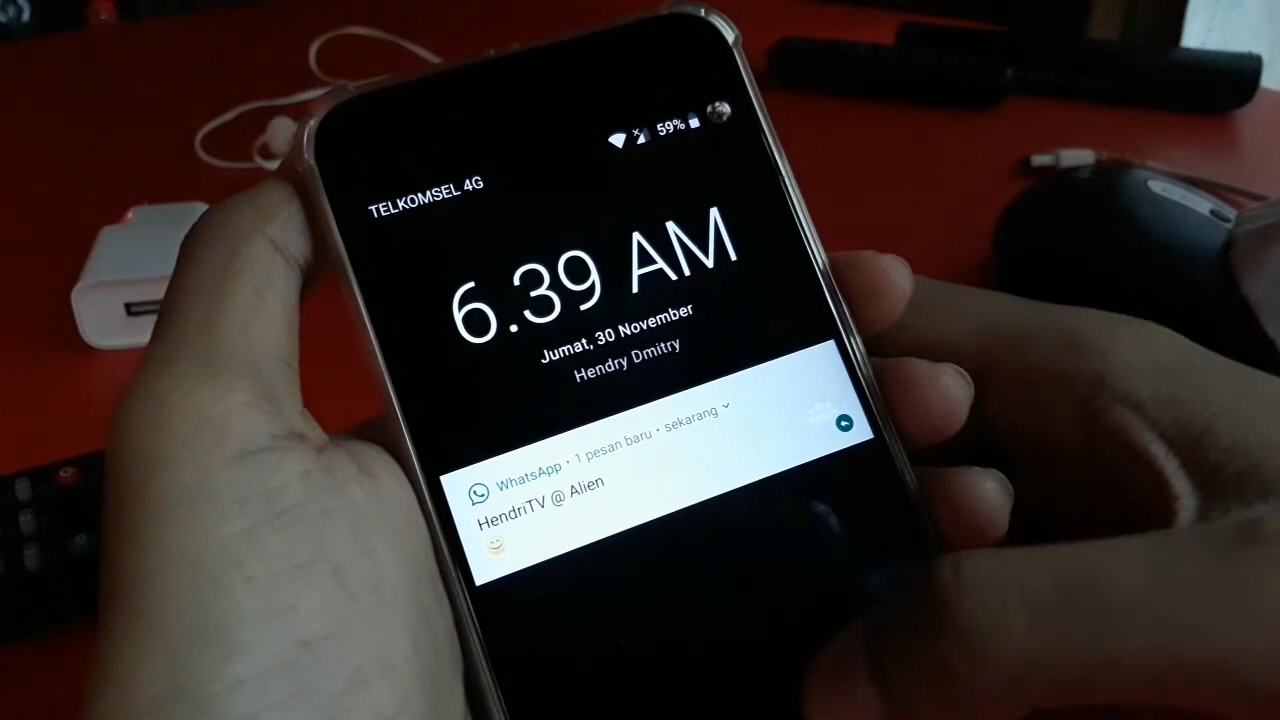 59%
TELKOMSEL 4G
6.39 AM
Jumat, 30 November
Hendry Dmitry
WhatsApp • 1 pesan baru • sekarang
HendriTV @ Alien